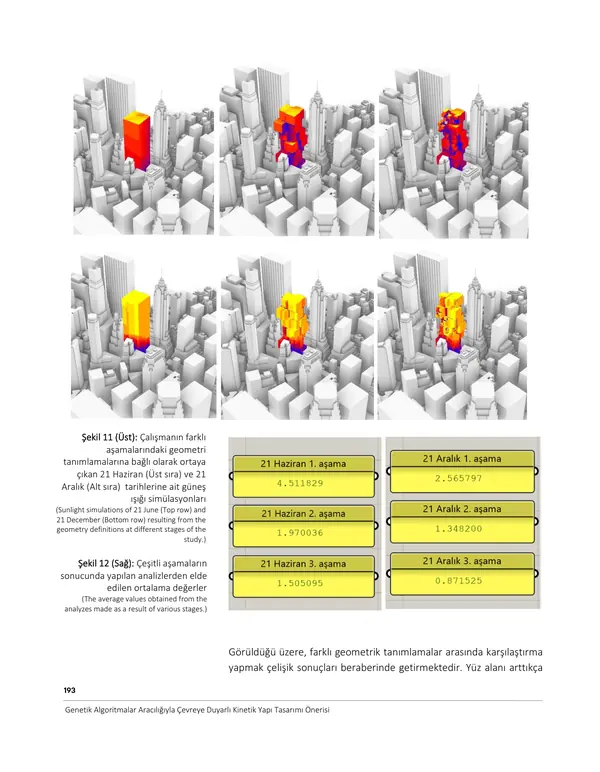 Şekil 11 (Üst): Çalışmanın farklı
aşamalarındaki geometri
tanımlamalarına bağlı olarak ortaya
çıkan 21 Haziran (Üst sıra) ve 21
Aralık (Alt sıra) tarihlerine ait güneş
ışığı simülasyonları
(Sunlight simulations of 21 June (Top row) and
21 December (Bottom row) resulting from the
geometry definitions at different stages of the
study.)
Şekil 12 (Sağ): Çeşitli aşamaların
sonucunda yapılan analizlerden elde
edilen ortalama değerler
(The average values obtained from the
analyzes made as a result of various stages.)
21 Haziran 1. aşama
4.511829
21 Haziran 2. aşama
1.970036
21 Haziran 3. aşama
1.505095
21 Aralık 1. aşama
2.565797
21 Aralık 2. aşama
1.348200
21 Aralık 3. aşama
0.871525
Görüldüğü üzere, farklı geometrik tanımlamalar arasında karşılaştırma
yapmak çelişik sonuçları beraberinde getirmektedir. Yüz alanı arttıkça
193
Genetik Algoritmalar Aracılığıyla Çevreye Duyarlı Kinetik Yapı Tasarımı Önerisi